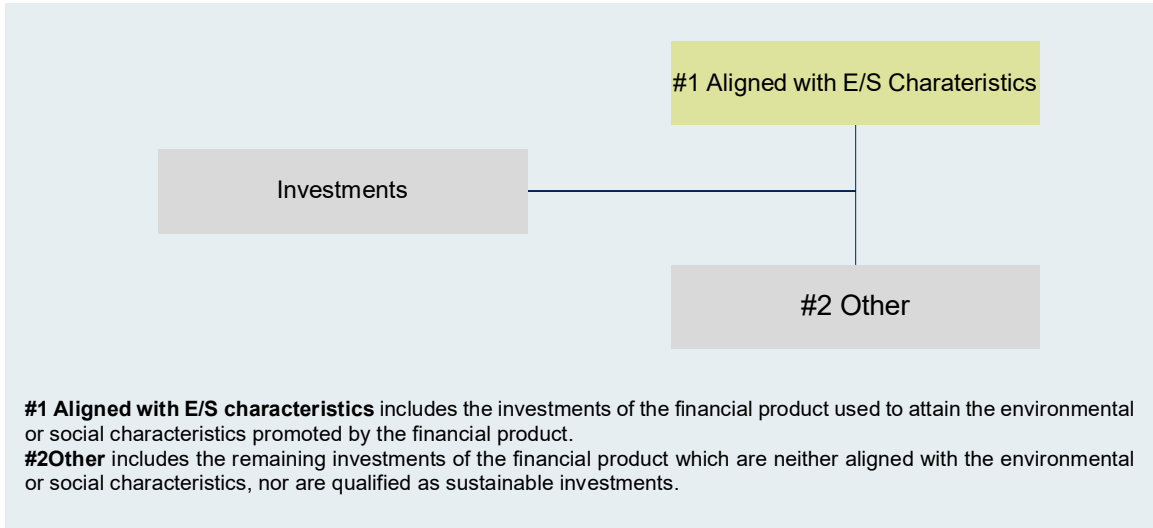 #1 Aligned with E/S Charateristics
Investments
#2 Other
#1 Aligned with E/S characteristics includes the investments of the financial product used to attain the environmental
or social characteristics promoted by the financial product.
#2Other includes the remaining investments of the financial product which are neither aligned with the environmental
or social characteristics, nor are qualified as sustainable investments.